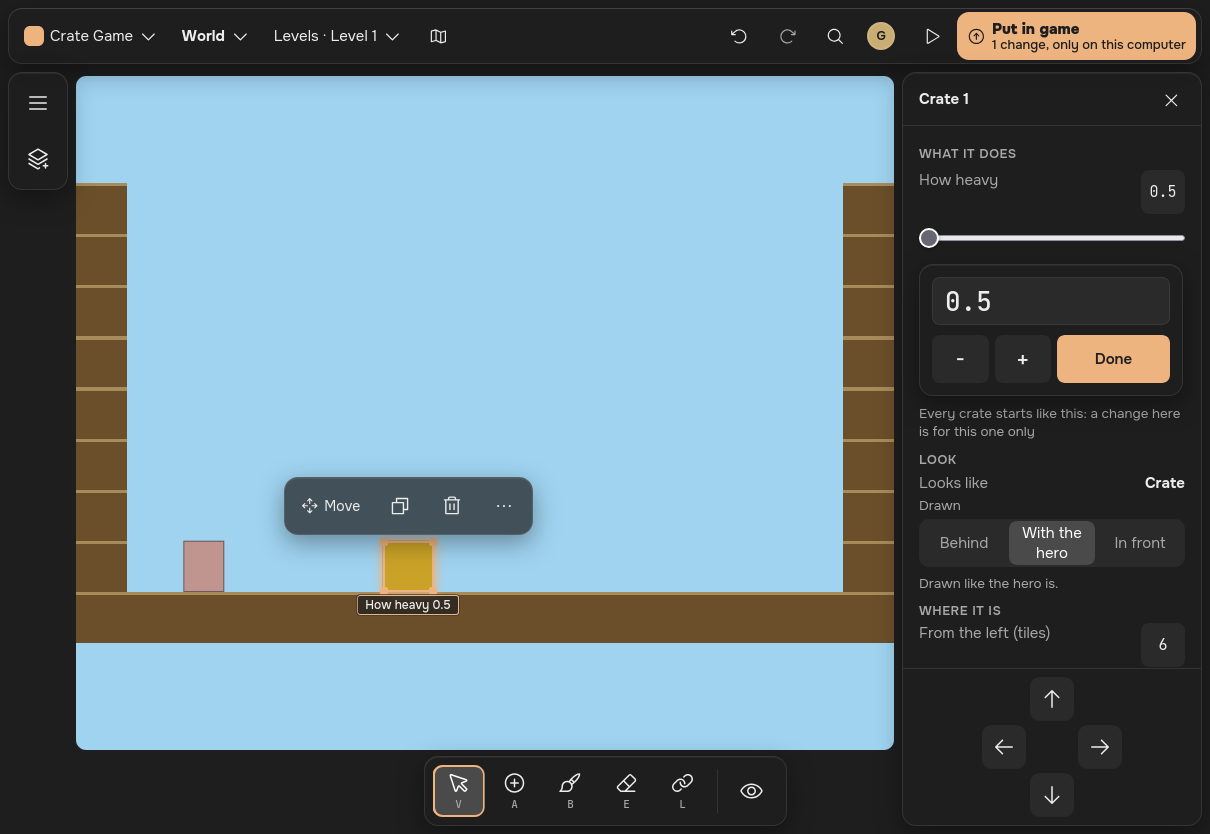 Crate Game
World
Levels · Level 1
G
Put in game
1 change, only on this computer
Crate 1
WHAT IT DOES
How heavy
0.5
0.5
-
+
Done
Every crate starts like this: a change here
is for this one only
LOOK
Looks like
Crate
Drawn
Behind
With the
hero
In front
Drawn like the hero is.
WHERE IT IS
From the left (tiles)
6
Move
How heavy 0.5
V
A
B
E
L